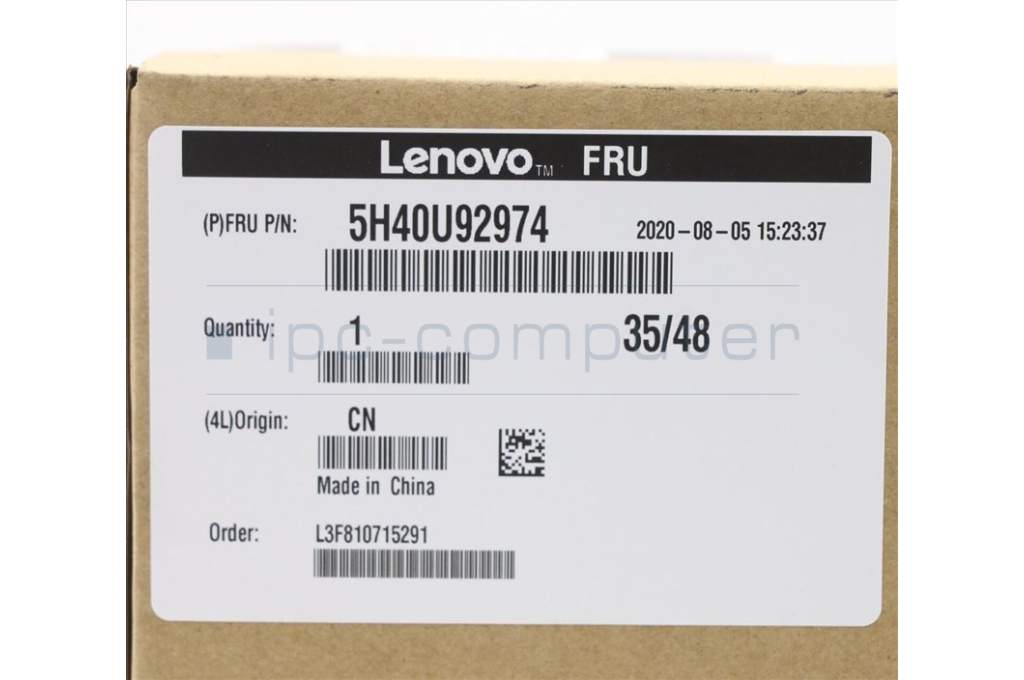 Lenovo™ FRU
(P)FRU P/N: 5H40U92974 2020-08-05 15:23:37
Quantity: 1 35/48
ipc-computer
(4L)Origin: CN
Made in China
Order: L3F810715291